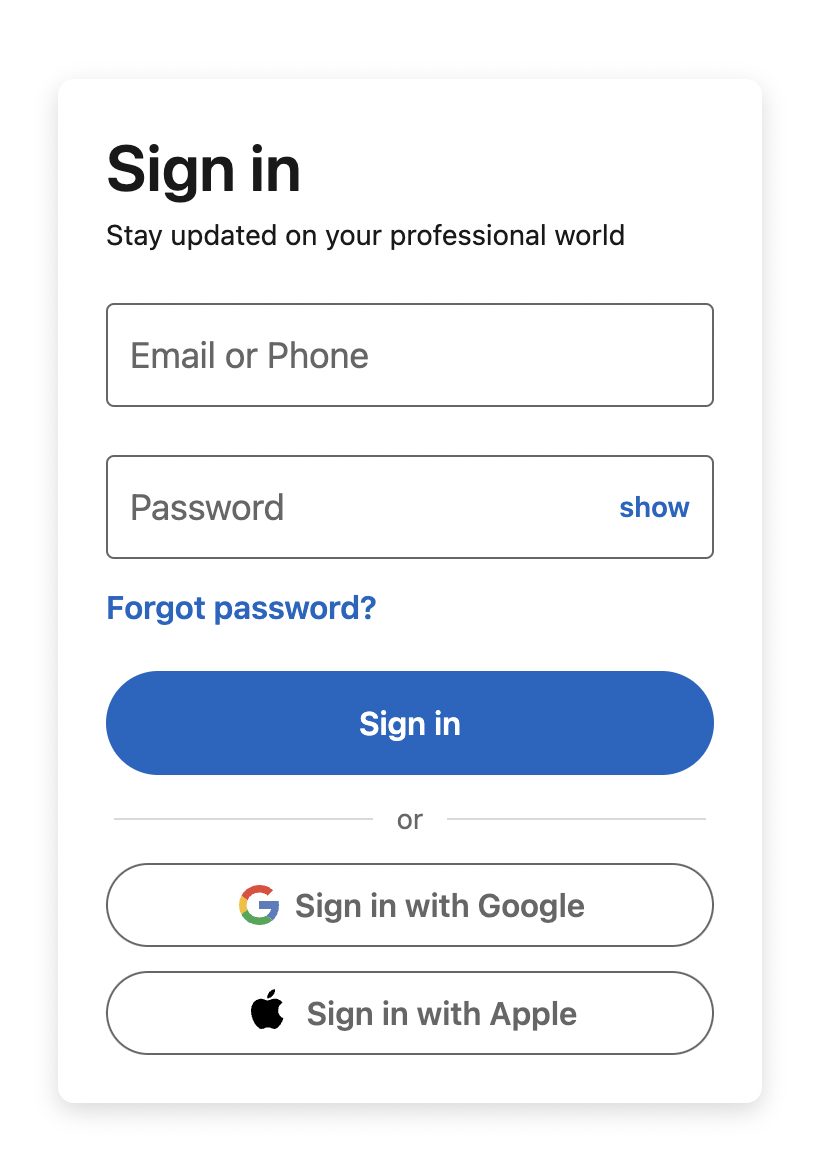 Sign in
Stay updated on your professional world
Email or Phone
Password show
Forgot password?
Sign in
or
Sign in with Google
Sign in with Apple